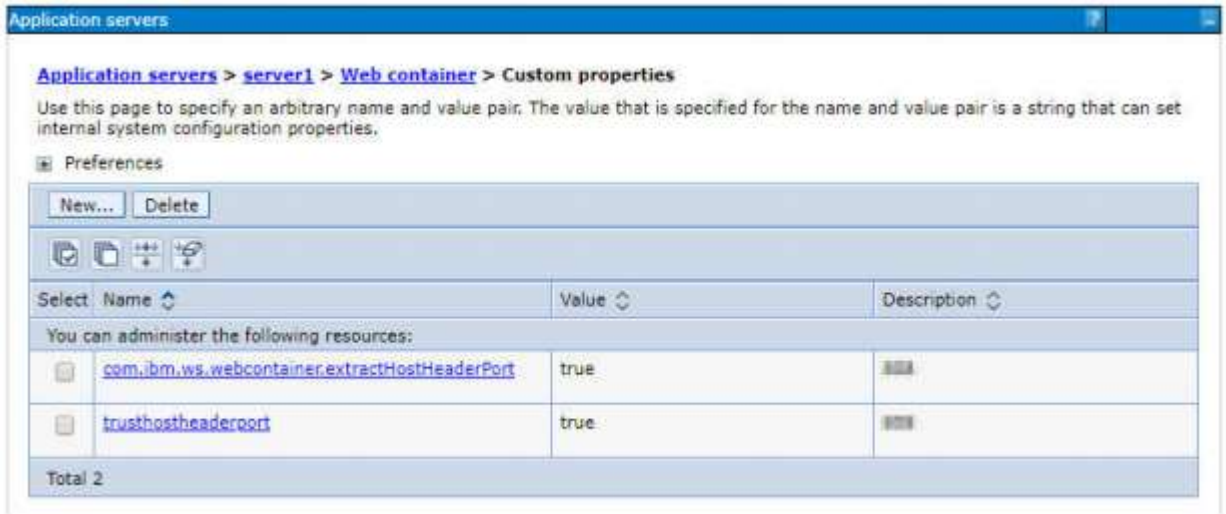 Application servers
?
Application servers > server1 > Web container > Custom properties
Use this page to specify an arbitrary name and value pair. The value that is specified for the name and value pair is a string that can set
internal system configuration properties.
Preferences
New... Delete
Select Name Value Description
You can administer the following resources:
com.ibm.ws.webcontainer.extractHostHeaderPort true
trusthostheaderport true
Total 2